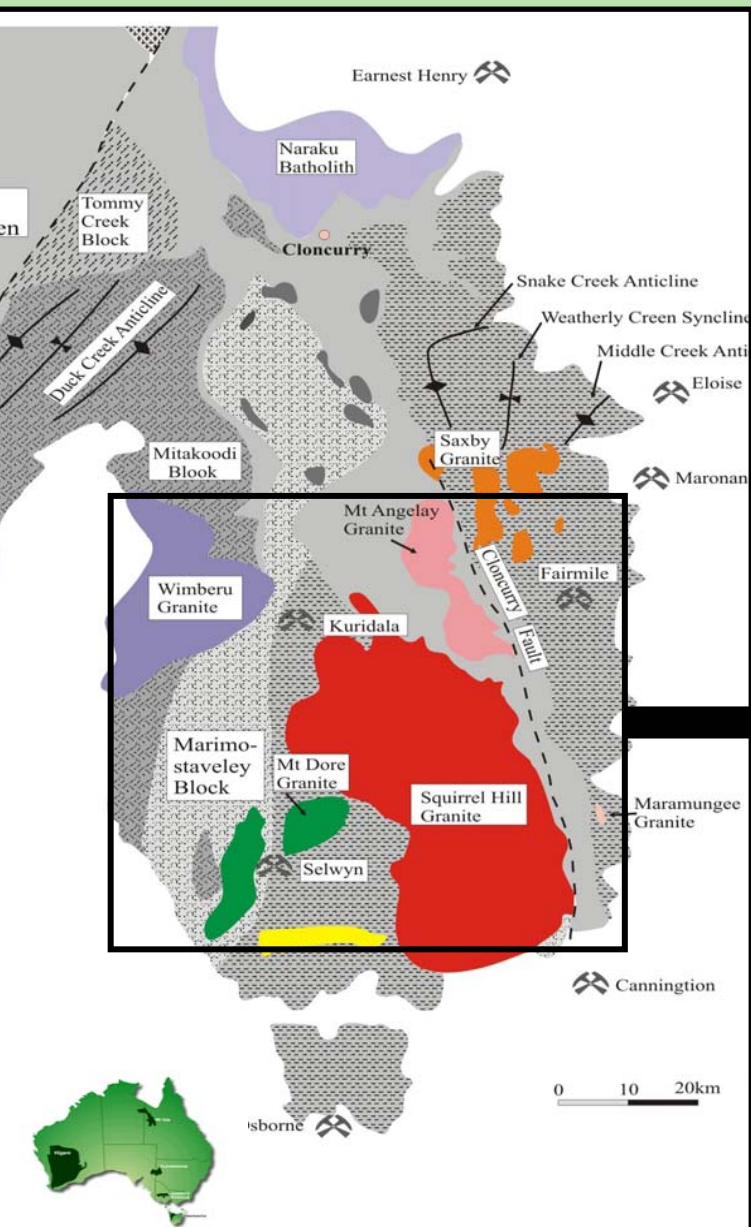 Earnest Henry
Naraku
Batholith
Tommy
Creek
Block
en
Cloncurry
Snake Creek Anticline
Duck Creek Anticline
Weatherly Creen Syncline
Middle Creek Anti
Eloise
Saxby
Granite
Mitakoodi
Blook
Maronan
Mt Angelay
Granite
Cloncurry
Fault
Fairmile
Wimberu
Granite
Kuridala
Marimo-
staveley
Block
Mt Dore
Granite
Squirrel Hill
Granite
Maramungee
Granite
Selwyn
Cannington
0 10 20km
sborne
Yilgarn